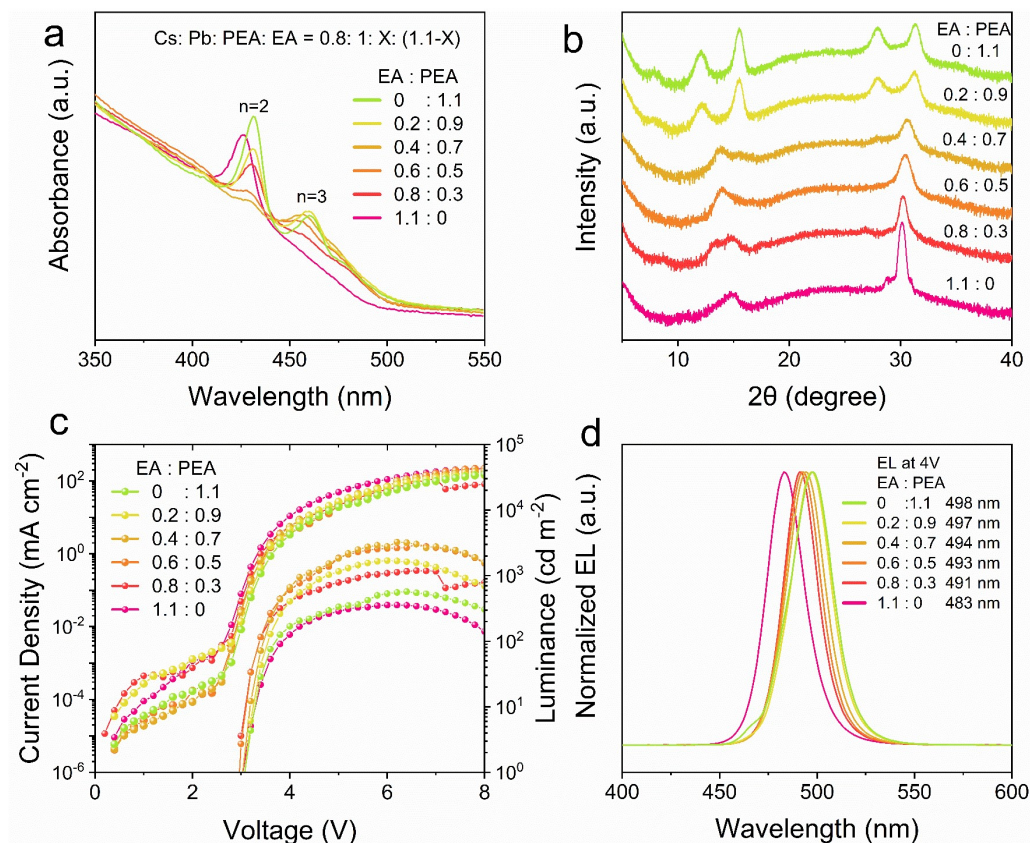 a
Cs: Pb: PEA: EA = 0.8: 1: X: (1.1-X)
EA : PEA
0 : 1.1
0.2 : 0.9
0.4 : 0.7
0.6 : 0.5
0.8 : 0.3
1.1 : 0
n=2
n=3
Absorbance (a.u.)
350 400 450 500 550
Wavelength (nm)
b
EA : PEA
0 : 1.1
0.2 : 0.9
0.4 : 0.7
0.6 : 0.5
0.8 : 0.3
1.1 : 0
Intensity (a.u.)
10 20 30 40
2θ (degree)
c
EA : PEA
0 : 1.1
0.2 : 0.9
0.4 : 0.7
0.6 : 0.5
0.8 : 0.3
1.1 : 0
Current Density (mA cm⁻²)
10²
10⁰
10⁻²
10⁻⁴
10⁻⁶
Luminance (cd m⁻²)
10⁵
10⁴
10³
10²
10¹
10⁰
0 2 4 6 8
Voltage (V)
d
EL at 4V
EA : PEA
0 :1.1 498 nm
0.2 : 0.9 497 nm
0.4 : 0.7 494 nm
0.6 : 0.5 493 nm
0.8 : 0.3 491 nm
1.1 : 0 483 nm
Normalized EL (a.u.)
400 450 500 550 600
Wavelength (nm)